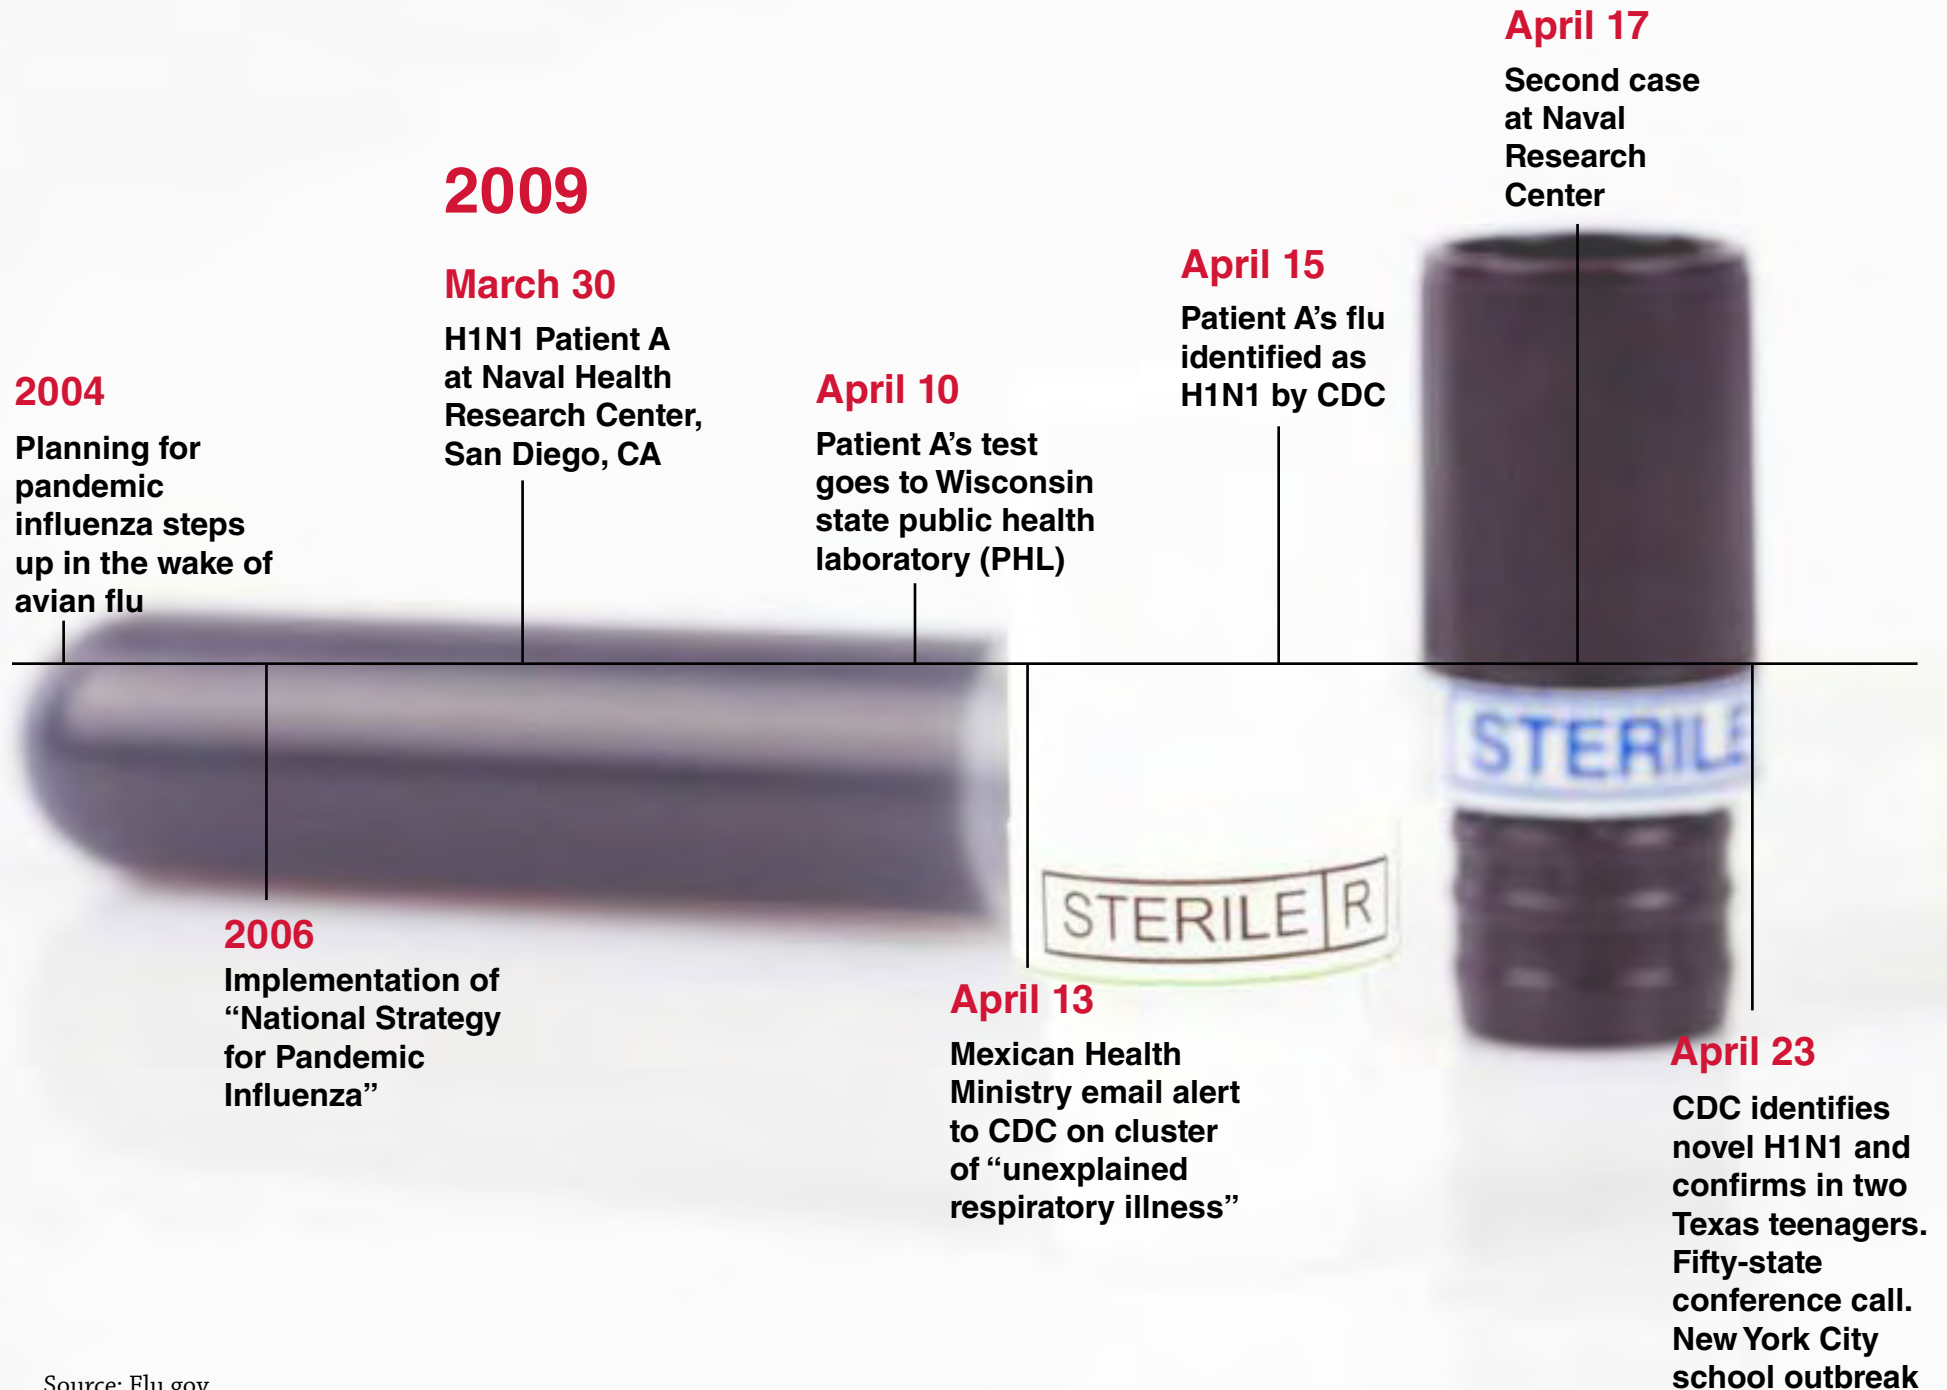 2004
Planning for
pandemic
influenza steps
up in the wake of
avian flu
2006
Implementation of
“National Strategy
for Pandemic
Influenza”
2009
March 30
H1N1 Patient A
at Naval Health
Research Center,
San Diego, CA
April 10
Patient A’s test
goes to Wisconsin
state public health
laboratory (PHL)
April 13
Mexican Health
Ministry email alert
to CDC on cluster
of “unexplained
respiratory illness”
April 15
Patient A’s flu
identified as
H1N1 by CDC
April 17
Second case
at Naval
Research
Center
April 23
CDC identifies
novel H1N1 and
confirms in two
Texas teenagers.
Fifty-state
conference call.
New York City
school outbreak
STERILE R
STERILE
Source: Flu.gov